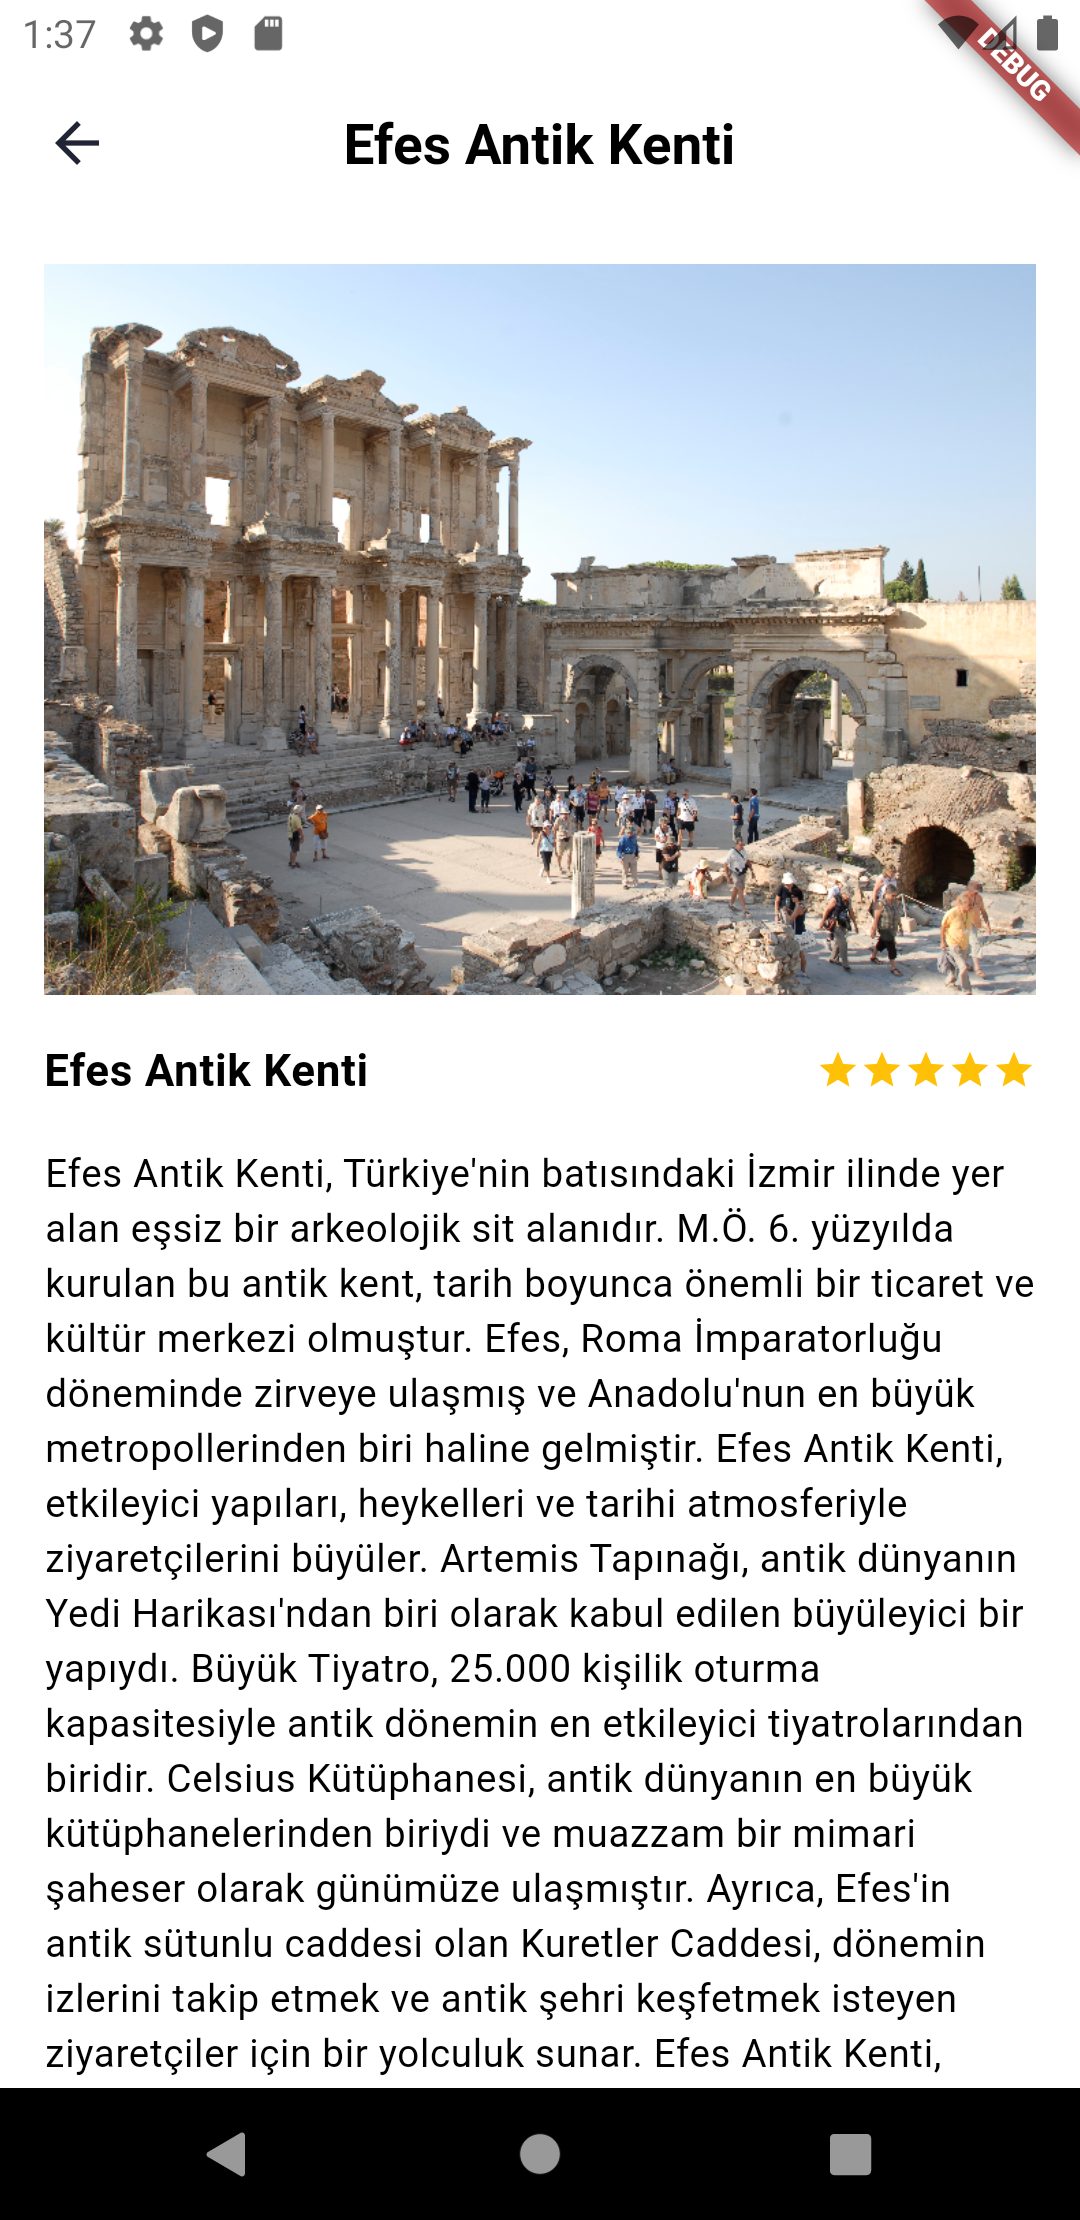 1:37
DEBUG
Efes Antik Kenti
Efes Antik Kenti
Efes Antik Kenti, Türkiye'nin batısındaki İzmir ilinde yer
alan eşsiz bir arkeolojik sit alanıdır. M.Ö. 6. yüzyılda
kurulan bu antik kent, tarih boyunca önemli bir ticaret ve
kültür merkezi olmuştur. Efes, Roma İmparatorluğu
döneminde zirveye ulaşmış ve Anadolu'nun en büyük
metropollerinden biri haline gelmiştir. Efes Antik Kenti,
etkileyici yapıları, heykelleri ve tarihi atmosferiyle
ziyaretçilerini büyüler. Artemis Tapınağı, antik dünyanın
Yedi Harikası'ndan biri olarak kabul edilen büyüleyici bir
yapıydı. Büyük Tiyatro, 25.000 kişilik oturma
kapasitesiyle antik dönemin en etkileyici tiyatrolarından
biridir. Celsius Kütüphanesi, antik dünyanın en büyük
kütüphanelerinden biriydi ve muazzam bir mimari
şaheser olarak günümüze ulaşmıştır. Ayrıca, Efes'in
antik sütunlu caddesi olan Kuretler Caddesi, dönemin
izlerini takip etmek ve antik şehri keşfetmek isteyen
ziyaretçiler için bir yolculuk sunar. Efes Antik Kenti,